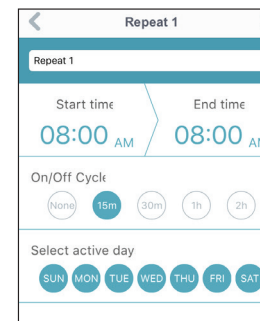 Repeat 1
Repeat 1
Start time End time
08:00 AM 08:00 AM
On/Off Cycle
None 15m 30m 1h 2h
Select active day
SUN MON TUE WED THU FRI SAT